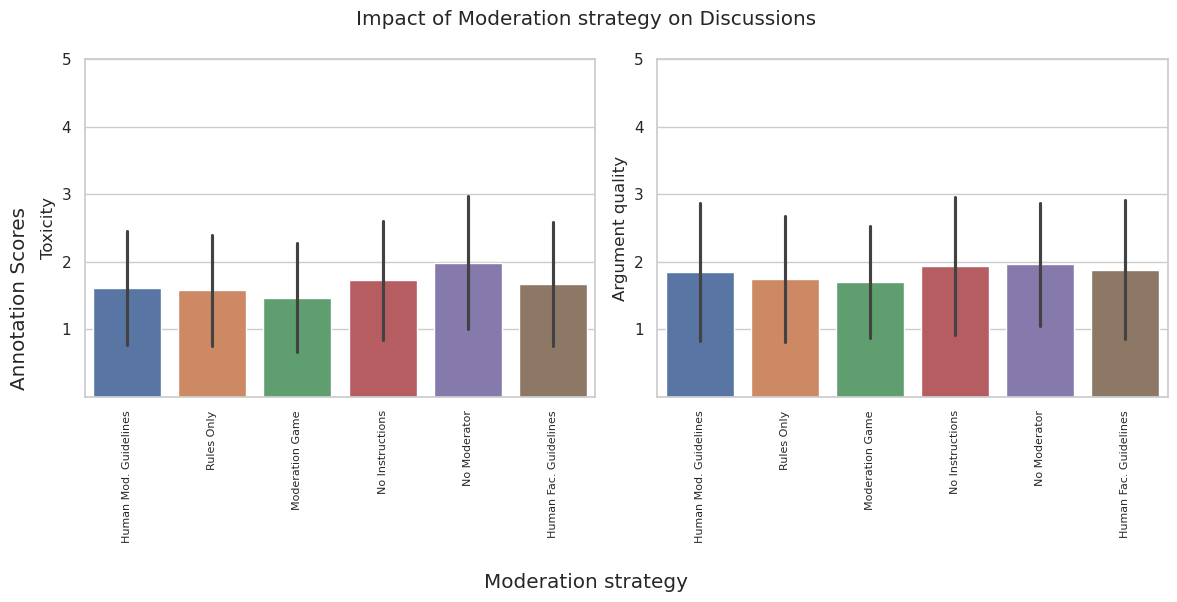 Impact of Moderation strategy on Discussions
Annotation Scores
Toxicity
5
4
3
2
1
Human Mod. Guidelines
Rules Only
Moderation Game
No Instructions
No Moderator
Human Fac. Guidelines
Argument quality
5
4
3
2
1
Human Mod. Guidelines
Rules Only
Moderation Game
No Instructions
No Moderator
Human Fac. Guidelines
Moderation strategy